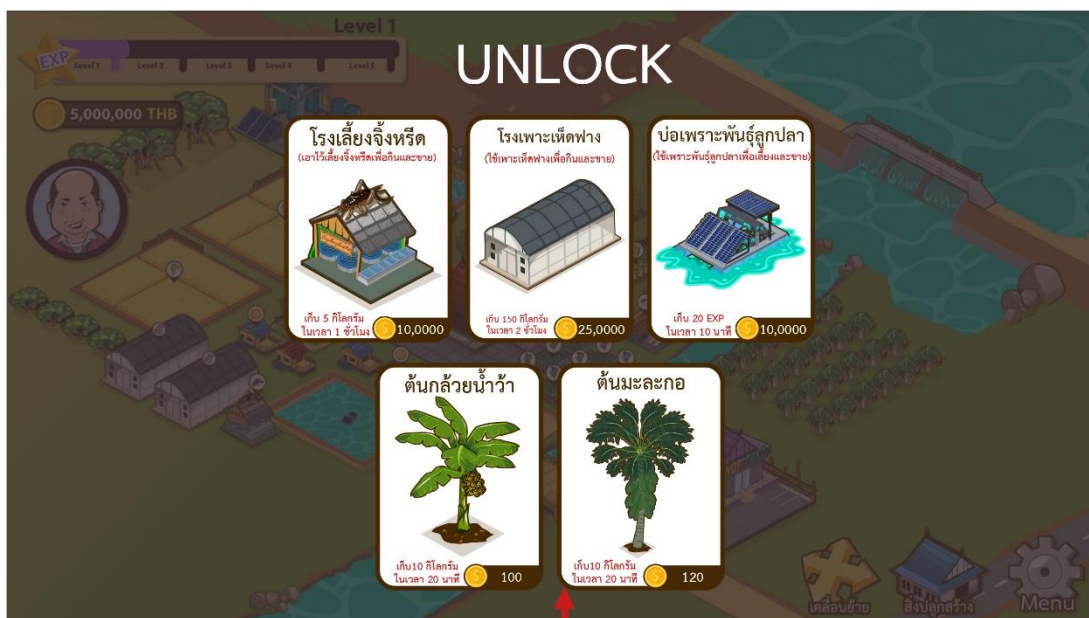 Level 1
EXP
Level 1 Level 2 Level 3 Level 4 Level 5
5,000,000 THB
UNLOCK
โรงเลี้ยงจิ้งหรีด
(เอาไว้เลี้ยงจิ้งหรีดเพื่อกินและขาย)
เก็บ 5 กิโลกรัม
ในเวลา 1 ชั่วโมง
10,0000
โรงเพาะเห็ดฟาง
(ใช้เพาะเห็ดฟางเพื่อกินและขาย)
เก็บ 150 กิโลกรัม
ในเวลา 2 ชั่วโมง
25,0000
บ่อเพราะพันธุ์ลูกปลา
(ใช้เพราะพันธุ์ลูกปลาเพื่อเลี้ยงและขาย)
เก็บ 20 EXP
ในเวลา 10 นาที
10,0000
ต้นกล้วยน้ำว้า
เก็บ10 กิโลกรัม
ในเวลา 20 นาที
100
ต้นมะละกอ
เก็บ10 กิโลกรัม
ในเวลา 20 นาที
120
เคลื่อนย้าย
สิ่งปลูกสร้าง
Menu